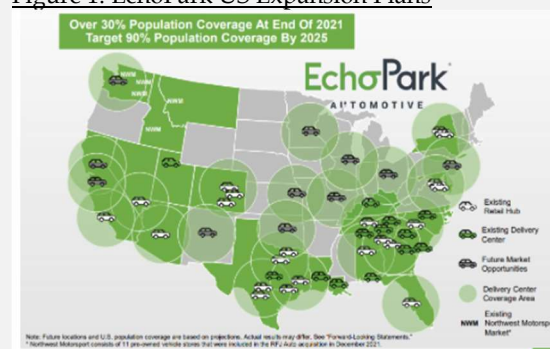 Figure 1: EchoPark US Expansion Plans
Over 30% Population Coverage At End Of 2021
Target 90% Population Coverage By 2025
EchoPark
AUTOMOTIVE
NWM
NWM
NWM
NWM
NWM
Existing
Retail Hub
Existing Delivery
Center
Future Market
Opportunities
Delivery Center
Coverage Area
Existing
NWM Northwest Motorsp
Market*
Note: Future locations and U.S. population coverage are based on projections. Actual results may differ. See "Forward-Looking Statements."
* Northwest Motorsport consists of 11 pre-owned vehicle stores that were included in the RFJ Auto acquisition in December 2021.